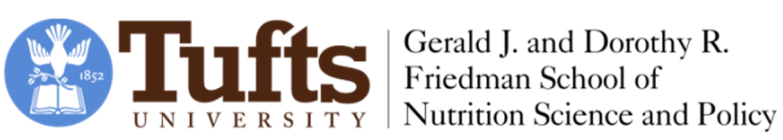 1852
Tufts
UNIVERSITY
Gerald J. and Dorothy R.
Friedman School of
Nutrition Science and Policy